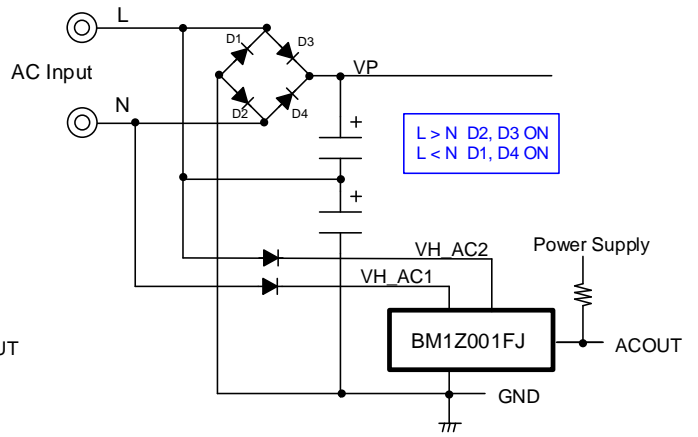 L
D1
D3
AC Input
VP
N
D2
D4
+
L > N D2, D3 ON
L < N D1, D4 ON
+
VH_AC2
Power Supply
VH_AC1
BM1Z001FJ
ACOUT
UT
GND